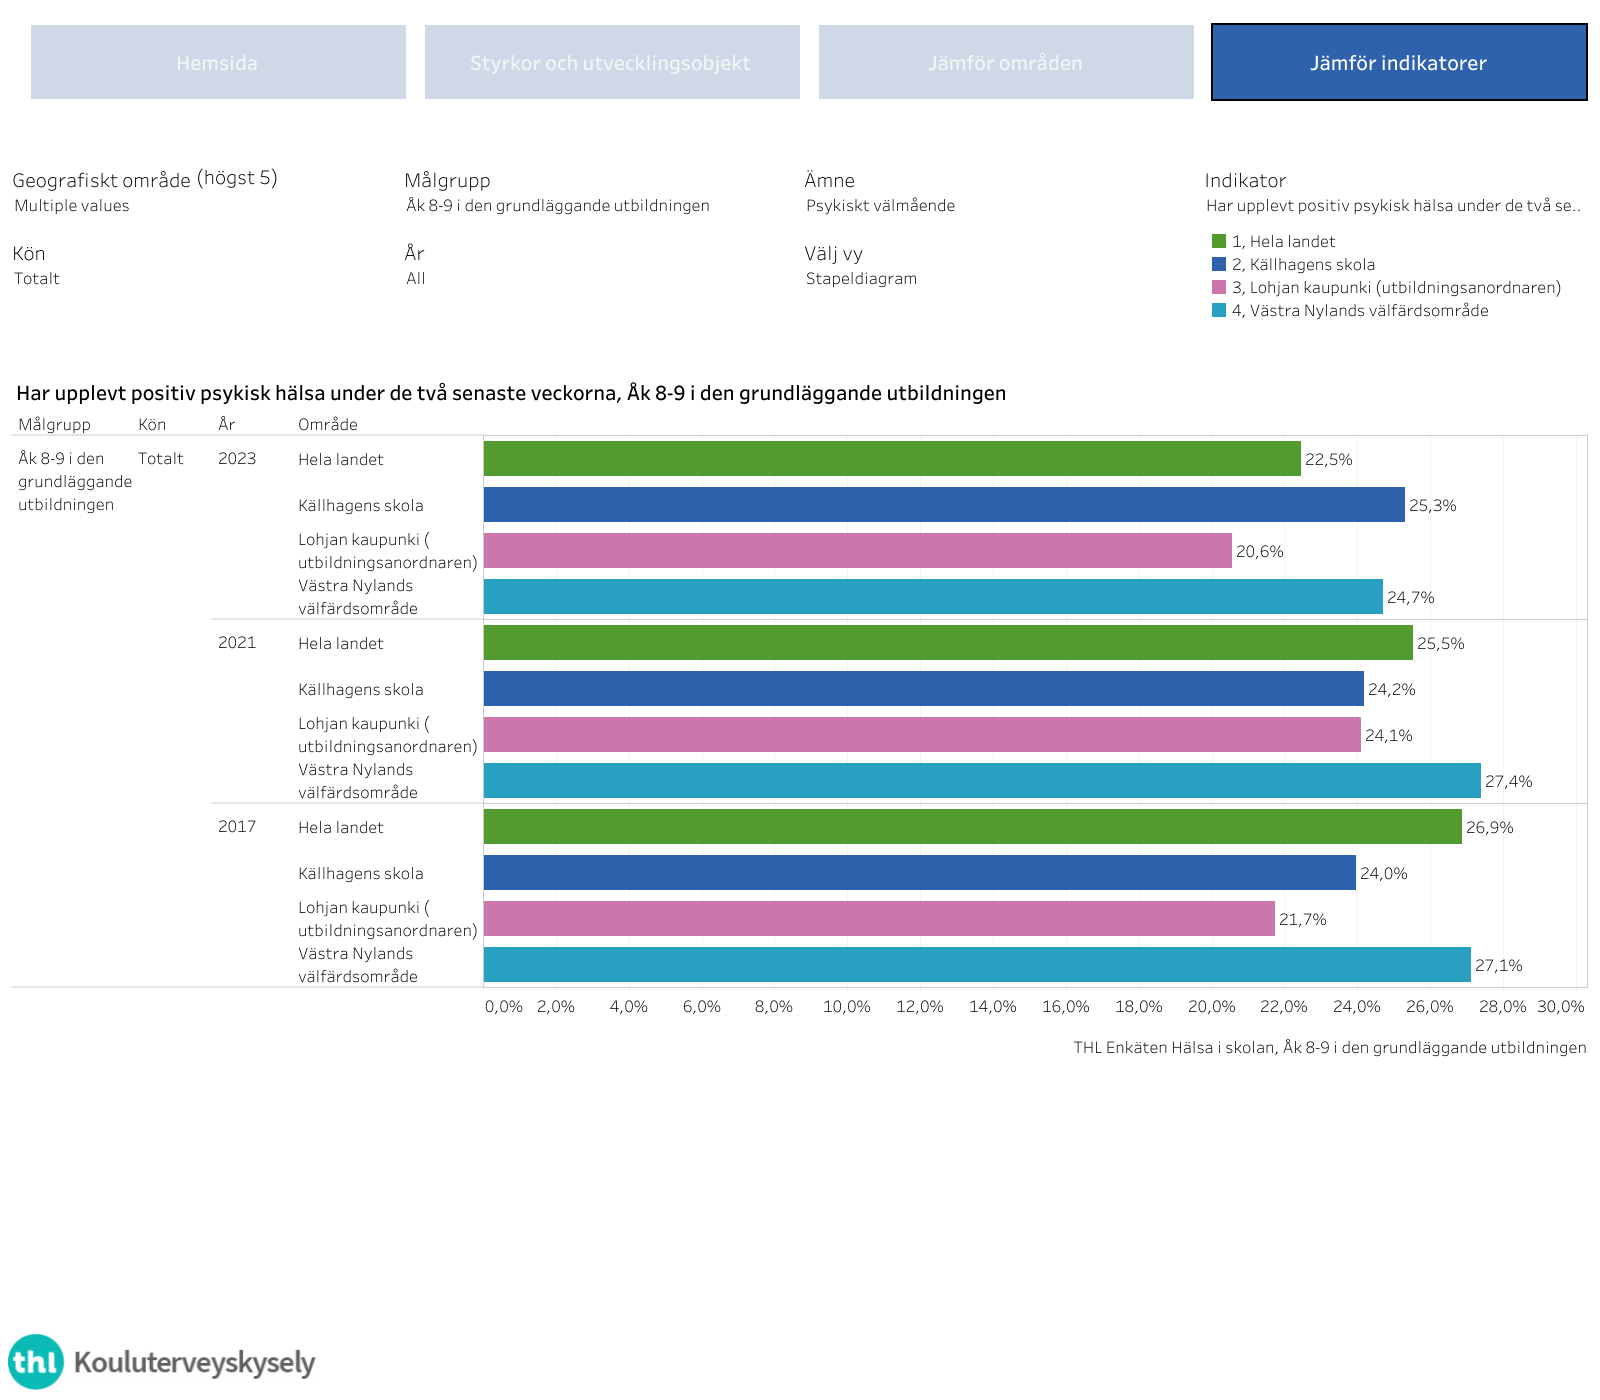 Hemsida
Styrkor och utvecklingsobjekt
Jämför områden
Jämför indikatorer
Geografiskt område (högst 5)
Multiple values
Målgrupp
Åk 8-9 i den grundläggande utbildningen
Ämne
Psykiskt välmående
Indikator
Har upplevt positiv psykisk hälsa under de två se..
Kön
Totalt
År
All
Välj vy
Stapeldiagram
1, Hela landet
2, Källhagens skola
3, Lohjan kaupunki (utbildningsanordnaren)
4, Västra Nylands välfärdsområde
Har upplevt positiv psykisk hälsa under de två senaste veckorna, Åk 8-9 i den grundläggande utbildningen
Målgrupp Kön År Område
Åk 8-9 i den
grundläggande
utbildningen
Totalt
2023
Hela landet 22,5%
Källhagens skola 25,3%
Lohjan kaupunki (
utbildningsanordnaren) 20,6%
Västra Nylands
välfärdsområde 24,7%
2021
Hela landet 25,5%
Källhagens skola 24,2%
Lohjan kaupunki (
utbildningsanordnaren) 24,1%
Västra Nylands
välfärdsområde 27,4%
2017
Hela landet 26,9%
Källhagens skola 24,0%
Lohjan kaupunki (
utbildningsanordnaren) 21,7%
Västra Nylands
välfärdsområde 27,1%
0,0% 2,0% 4,0% 6,0% 8,0% 10,0% 12,0% 14,0% 16,0% 18,0% 20,0% 22,0% 24,0% 26,0% 28,0% 30,0%
THL Enkäten Hälsa i skolan, Åk 8-9 i den grundläggande utbildningen
thl Kouluterveyskysely